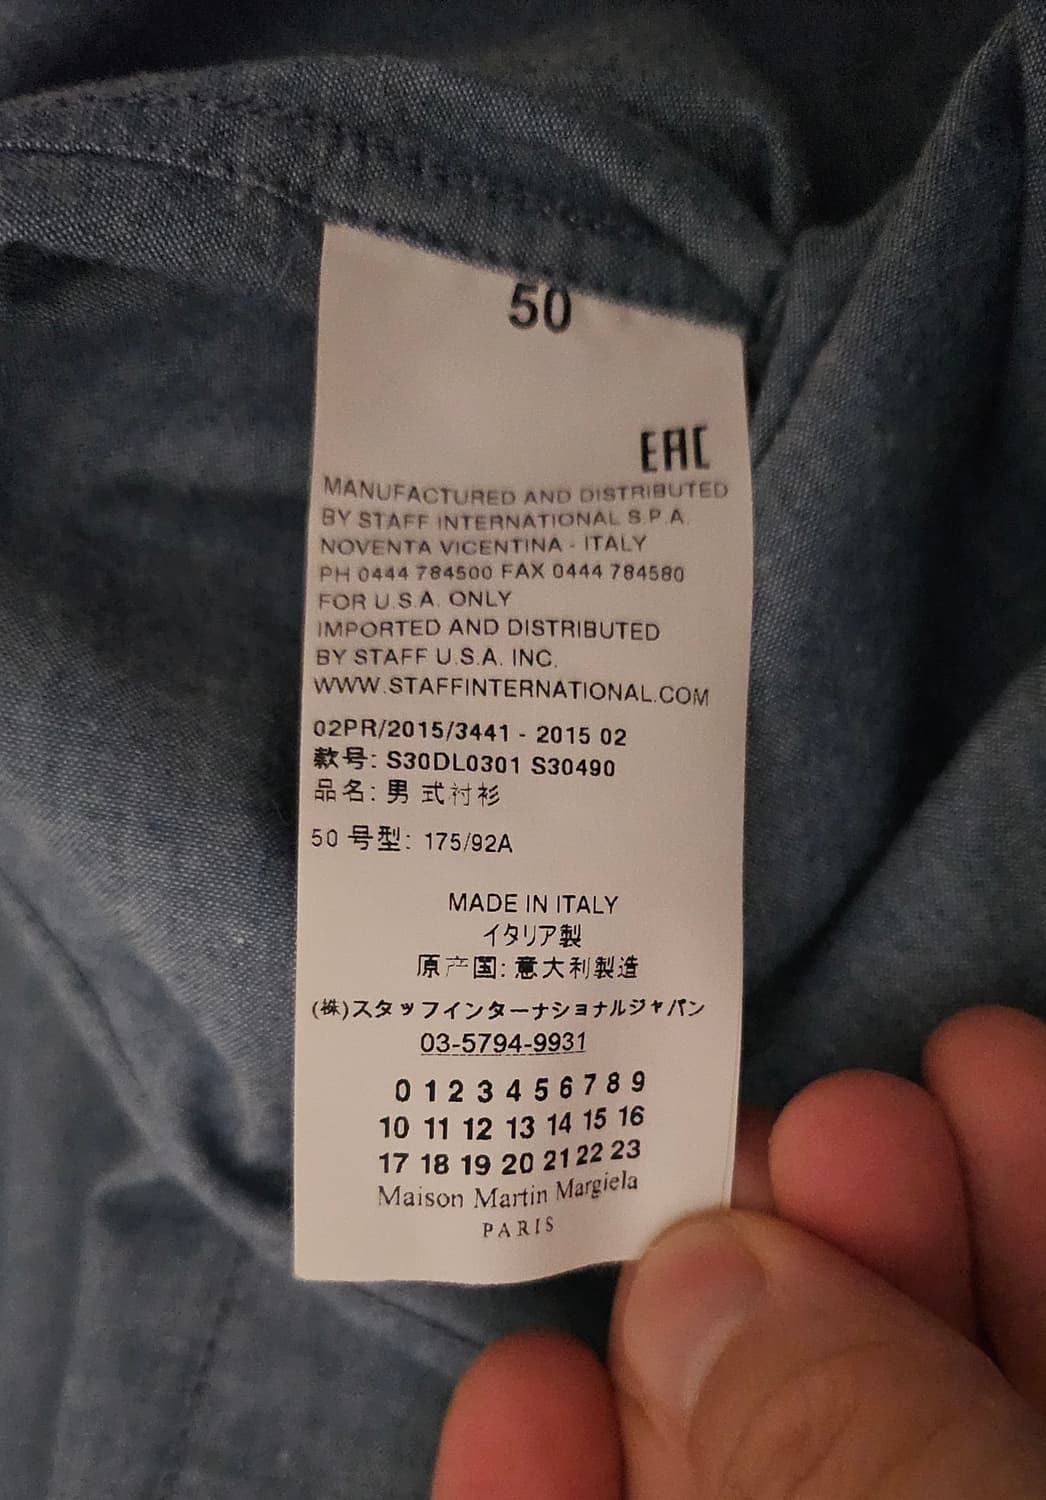 50
EAC
MANUFACTURED AND DISTRIBUTED
BY STAFF INTERNATIONAL S.P.A.
NOVENTA VICENTINA - ITALY
PH 0444 784500 FAX 0444 784580
FOR U.S.A. ONLY
IMPORTED AND DISTRIBUTED
BY STAFF U.S.A. INC.
WWW.STAFFINTERNATIONAL.COM
02PR/2015/3441 - 2015 02
款号: S30DL0301 S30490
品名: 男式衬衫
50 号型: 175/92A
MADE IN ITALY
イタリア製
原产国: 意大利製造
(株)スタッフインターナショナルジャパン
03-5794-9931
0 1 2 3 4 5 6 7 8 9
10 11 12 13 14 15 16
17 18 19 20 21 22 23
Maison Martin Margiela
PARIS